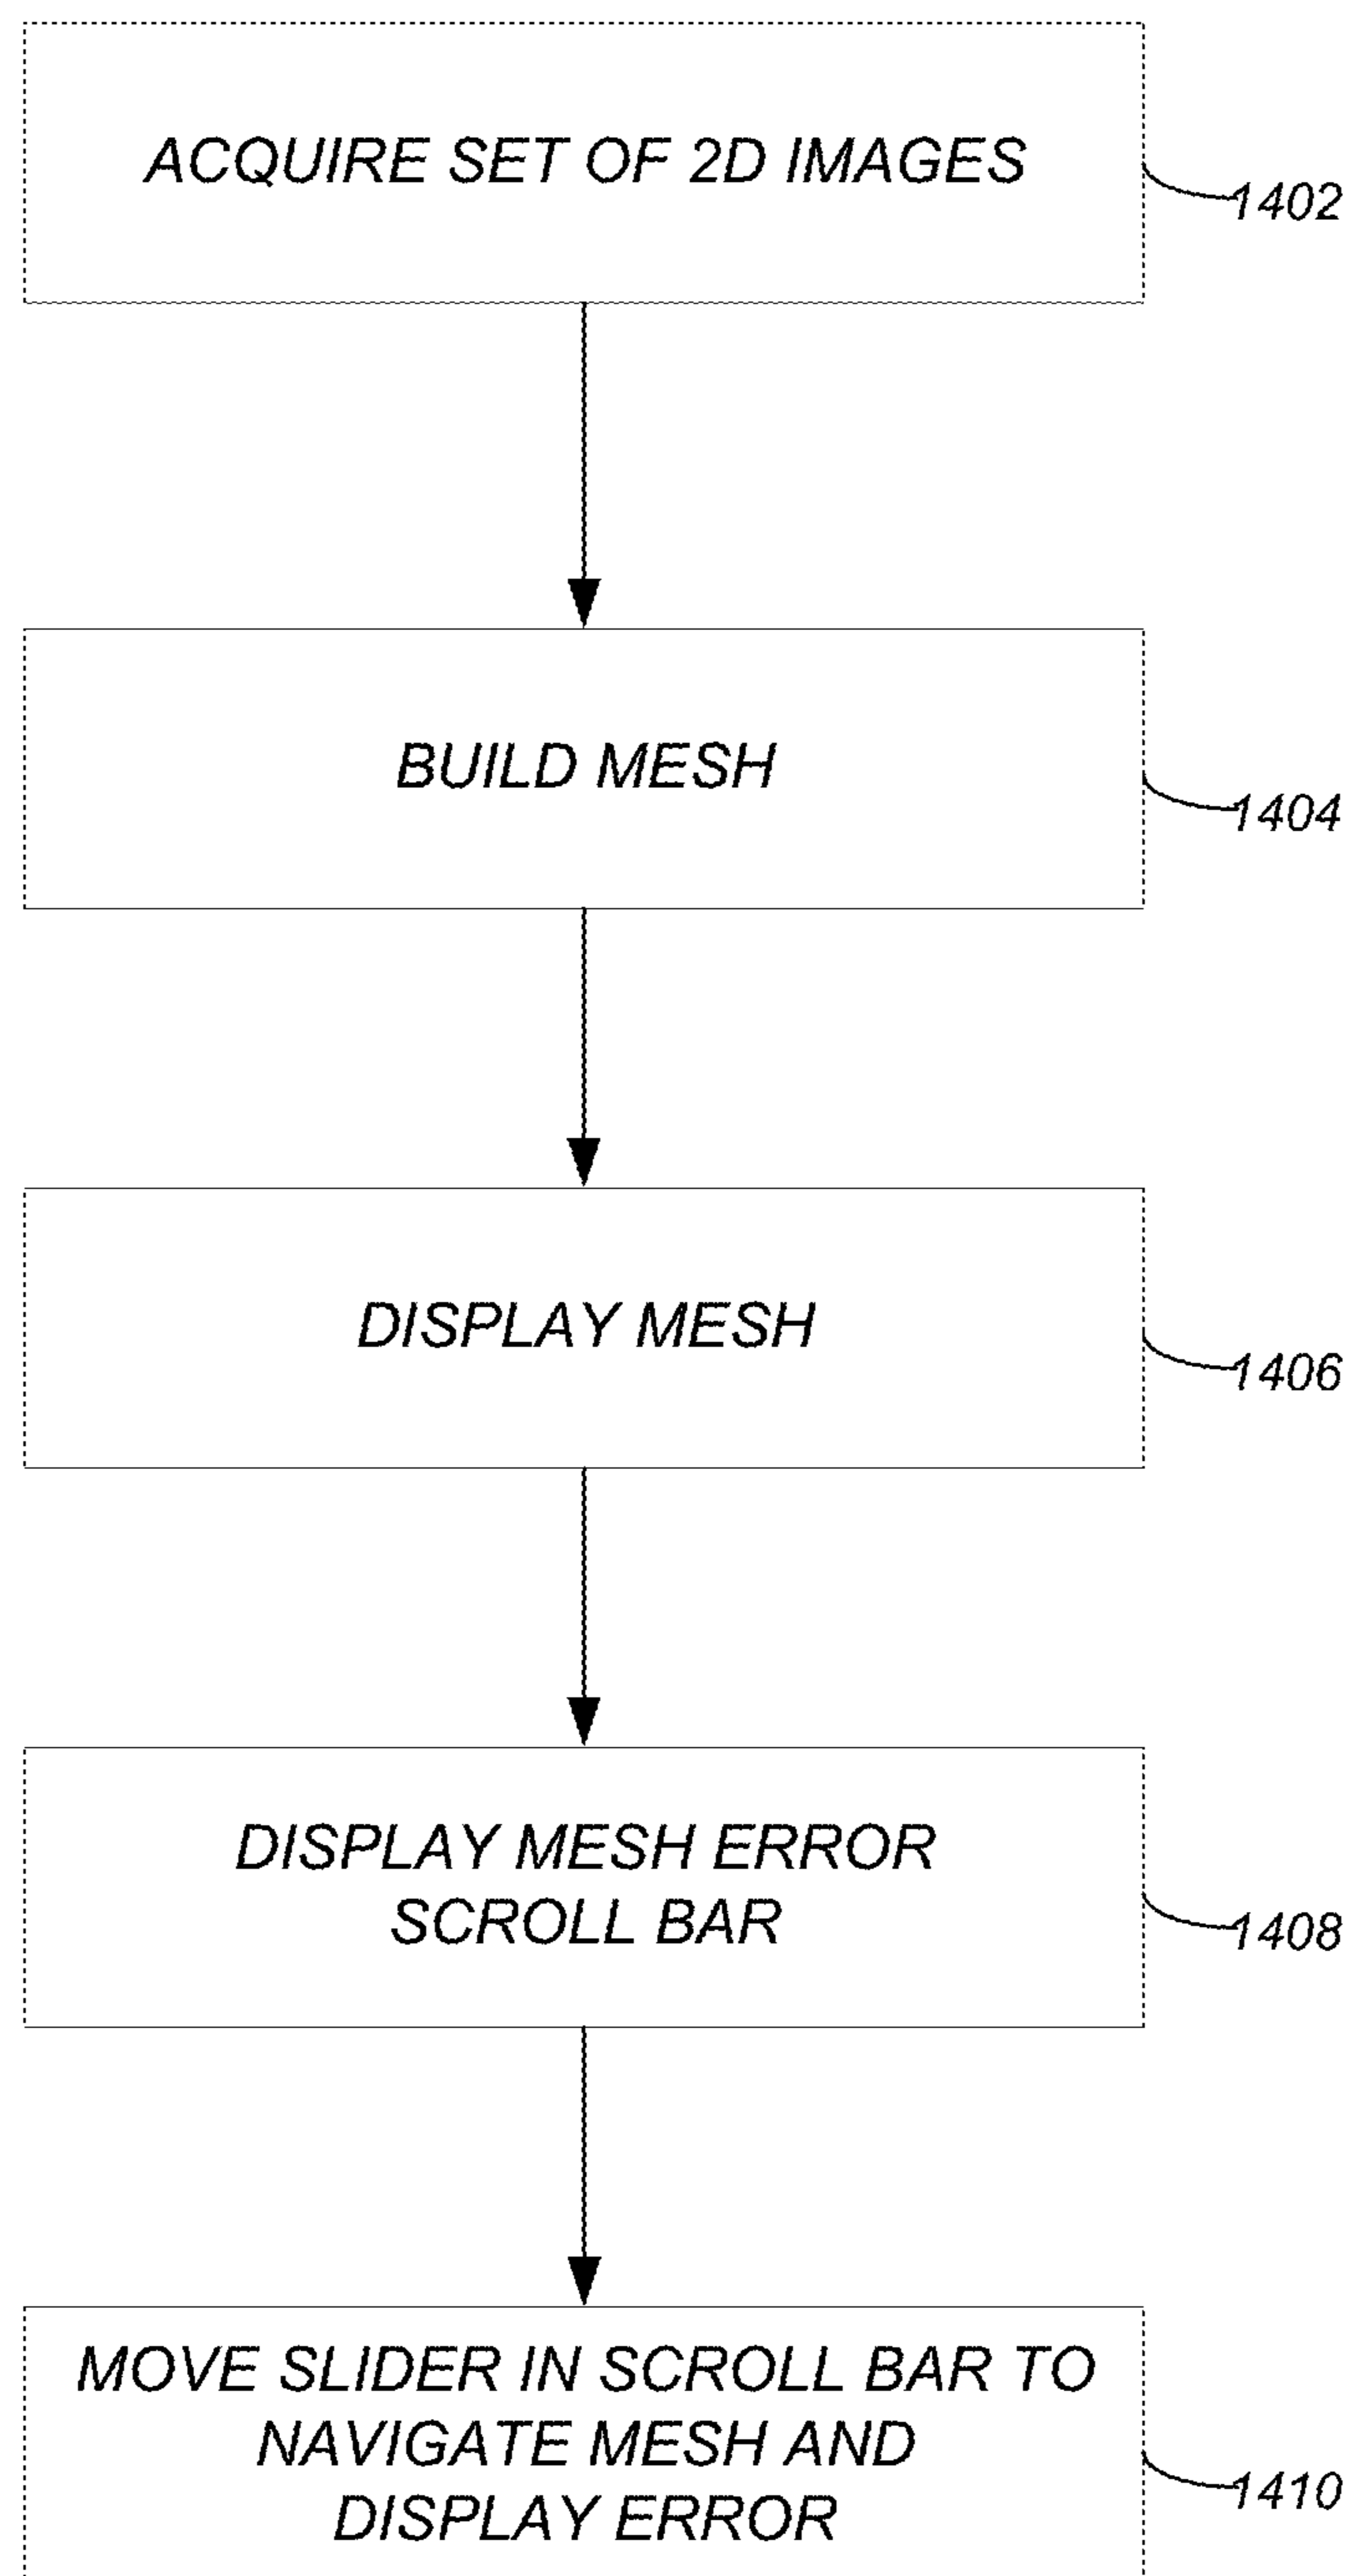 ACQUIRE SET OF 2D IMAGES
1402
BUILD MESH
1404
DISPLAY MESH
1406
DISPLAY MESH ERROR
SCROLL BAR
1408
MOVE SLIDER IN SCROLL BAR TO
NAVIGATE MESH AND
DISPLAY ERROR
1410